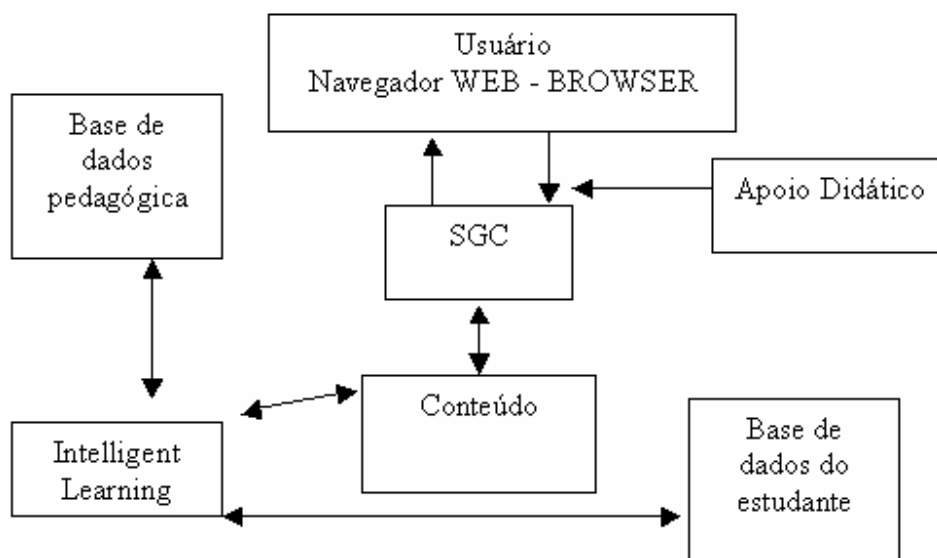 Usuário
Navegador WEB - BROWSER
Base de
dados
pedagógica
Apoio Didático
SGC
Conteúdo
Intelligent
Learning
Base de
dados do
estudante